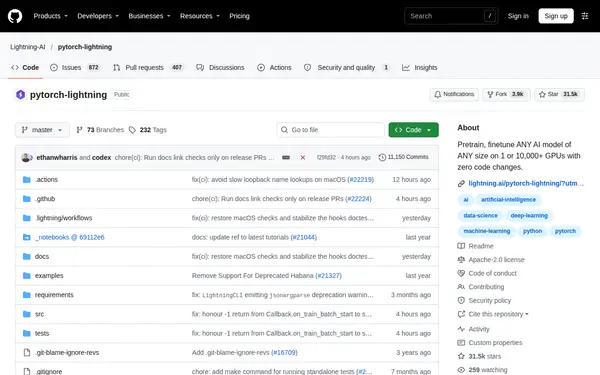 Products Developers Businesses Resources Pricing Search / Sign in Sign up
Lightning-AI / pytorch-lightning
Code Issues 872 Pull requests 407 Discussions Actions Security and quality 1 Insights
pytorch-lightning Public Notifications Fork 3.9k Star 31.5k
master 73 Branches 232 Tags Go to file Code
ethanwharris and codex chore(ci): Run docs link checks only on release PRs ... f29fd32 · 4 hours ago 11,150 Commits
.actions fix(ci): avoid slow loopback name lookups on macOS (#22219) 12 hours ago
.github chore(ci): Run docs link checks only on release PRs (#22224) 4 hours ago
.lightning/workflows fix(ci): restore macOS checks and stabilize the hooks doctes... yesterday
_notebooks @ 69112e6 docs: update ref to latest tutorials (#21044) last year
docs fix(ci): restore macOS checks and stabilize the hooks doctes... yesterday
examples Remove Support For Deprecated Habana (#21327) last year
requirements fix: LightningCLI emitting jsonargparse deprecation warnin... 3 months ago
src fix: honour -1 return from Callback.on_train_batch_start to s... 4 hours ago
tests fix: honour -1 return from Callback.on_train_batch_start to s... 4 hours ago
.git-blame-ignore-revs Add .git-blame-ignore-revs (#16709) 3 years ago
.gitignore chore: add make command for running standalone tests (#2... 7 months ago
About
Pretrain, finetune ANY AI model of
ANY size on 1 or 10,000+ GPUs with
zero code changes.
lightning.ai/pytorch-lightning/?utm...
ai artificial-intelligence
data-science deep-learning
machine-learning python pytorch
Readme
Apache-2.0 license
Code of conduct
Contributing
Security policy
Cite this repository
Activity
Custom properties
31.5k stars
259 watching